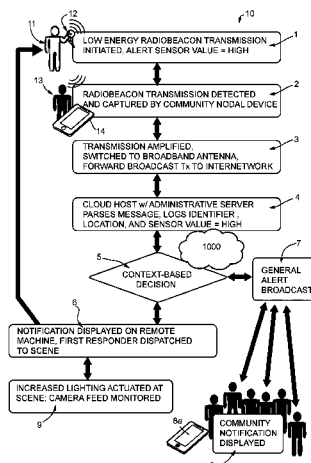 10
12
11
LOW ENERGY RADIOBEACON TRANSMISSION
INITIATED, ALERT SENSOR VALUE = HIGH
1
13
14
RADIOBEACON TRANSMISSION DETECTED
AND CAPTURED BY COMMUNITY NODAL DEVICE
2
TRANSMISSION AMPLIFIED,
SWITCHED TO BROADBAND ANTENNA,
FORWARD BROADCAST Tx TO INTERNETWORK
3
CLOUD HOST w/ ADMINISTRATIVE SERVER
PARSES MESSAGE, LOGS IDENTIFIER ,
LOCATION, AND SENSOR VALUE = HIGH
4
1000
5
CONTEXT-BASED
DECISION
7
GENERAL
ALERT
BROADCAST
6
NOTIFICATION DISPLAYED ON REMOTE
MACHINE, FIRST RESPONDER DISPATCHED
TO SCENE
INCREASED LIGHTING ACTUATED AT
SCENE; CAMERA FEED MONITORED
9
8a
COMMUNITY
NOTIFICATION
DISPLAYED